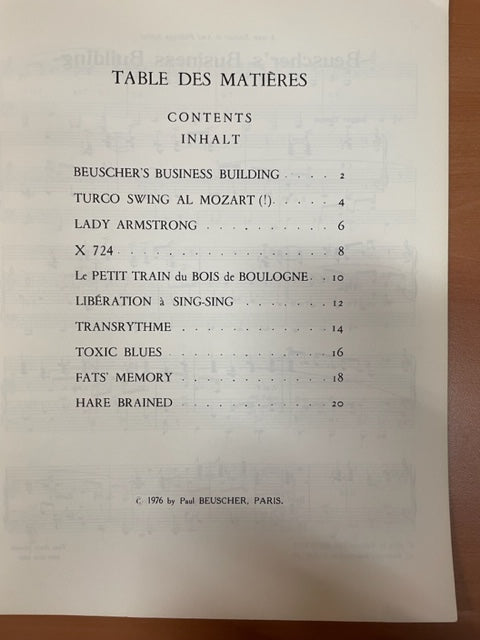 TABLE DES MATIÈRES
CONTENTS
INHALT
BEUSCHER'S BUSINESS BUILDING . . . . 2
TURCO SWING AL MOZART (!) . . . . . 4
LADY ARMSTRONG . . . . . . . . . . 6
X 724 . . . . . . . . . . . . . . . . 8
Le PETIT TRAIN du BOIS de BOULOGNE . . 10
LIBÉRATION à SING-SING . . . . . . . 12
TRANSRYTHME . . . . . . . . . . . . 14
TOXIC BLUES . . . . . . . . . . . . . 16
FATS' MEMORY . . . . . . . . . . . . 18
HARE BRAINED . . . . . . . . . . . . 20
© 1976 by Paul BEUSCHER, PARIS.